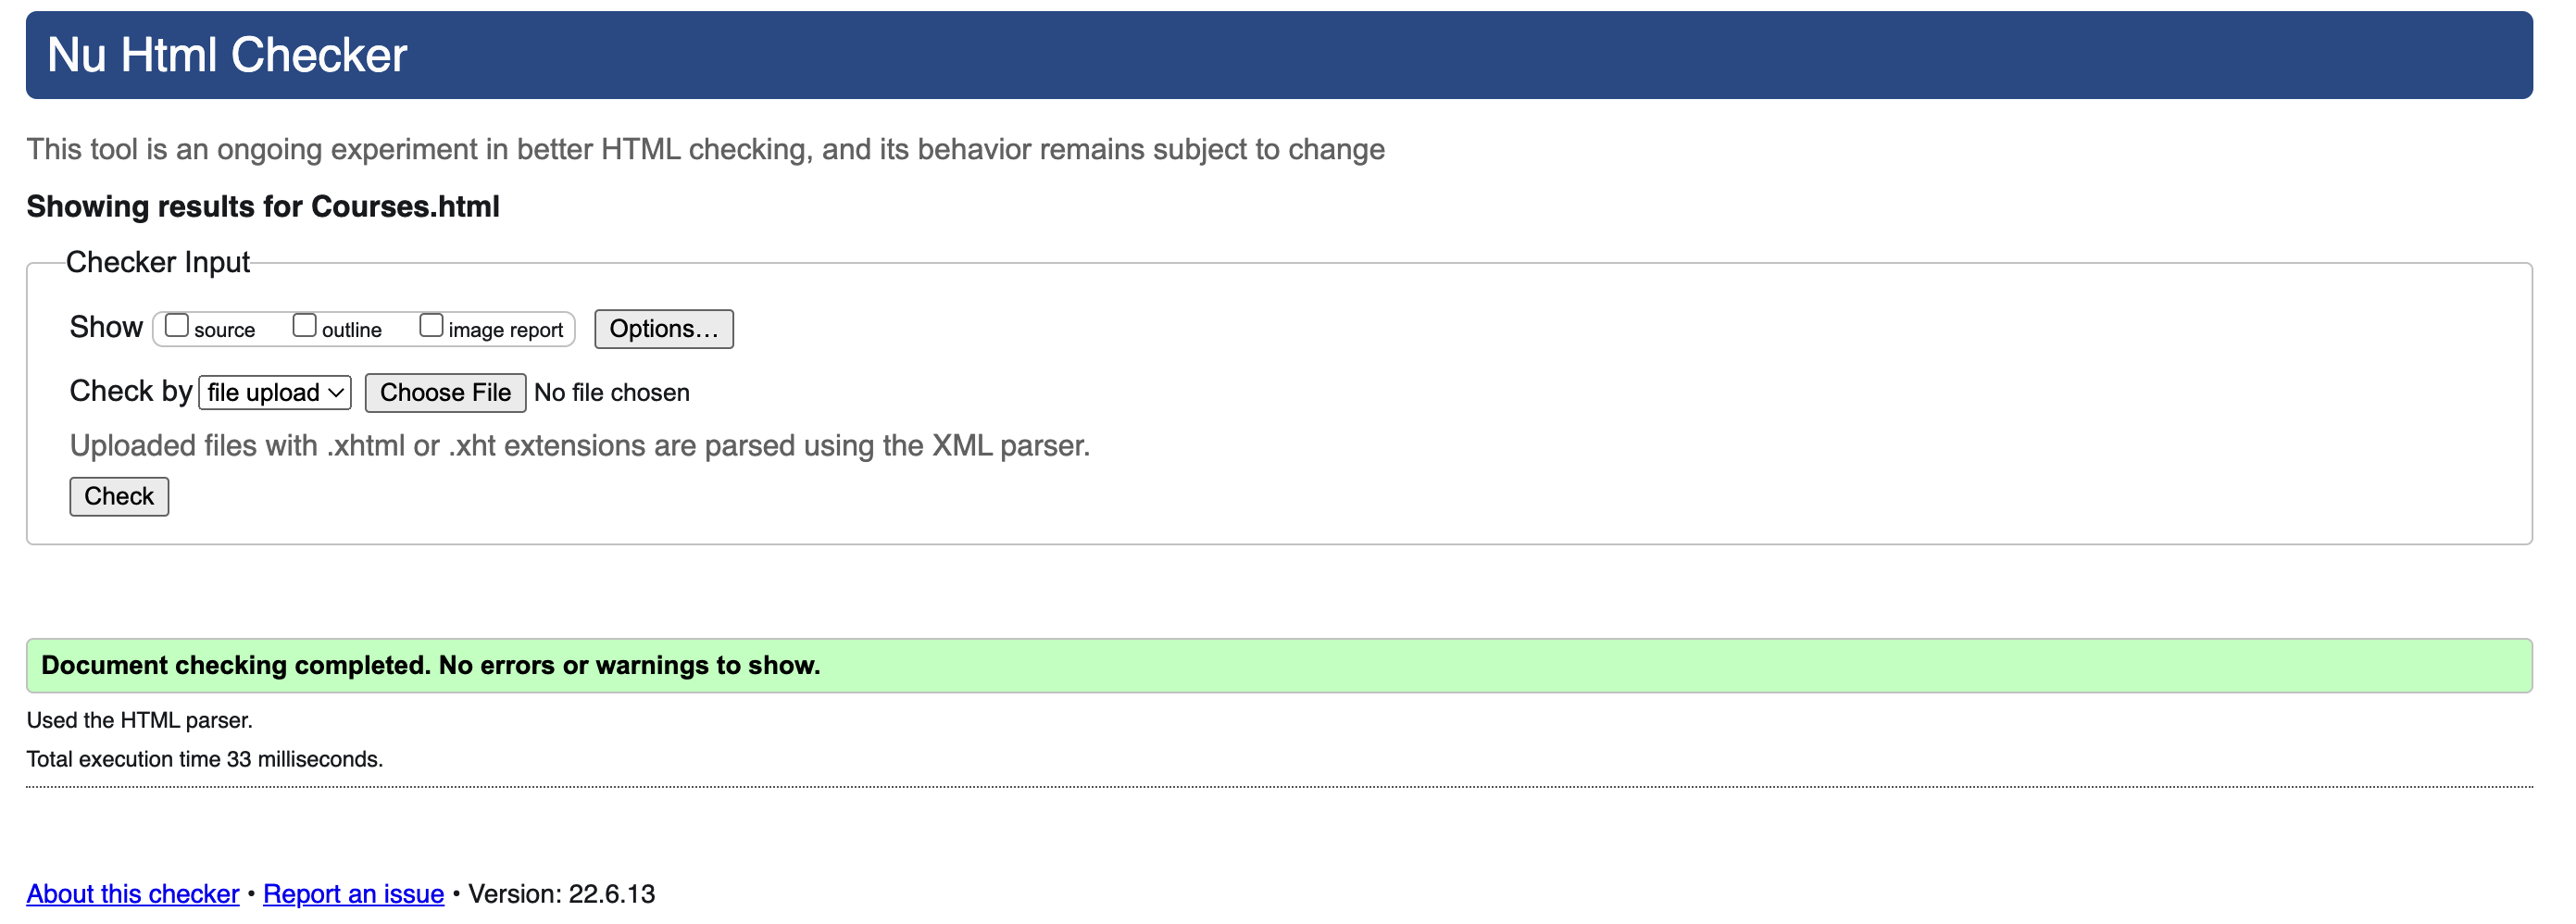 Nu Html Checker
This tool is an ongoing experiment in better HTML checking, and its behavior remains subject to change
Showing results for Courses.html
Checker Input
Show source outline image report Options...
Check by file upload Choose File No file chosen
Uploaded files with .xhtml or .xht extensions are parsed using the XML parser.
Check
Document checking completed. No errors or warnings to show.
Used the HTML parser.
Total execution time 33 milliseconds.
About this checker • Report an issue • Version: 22.6.13